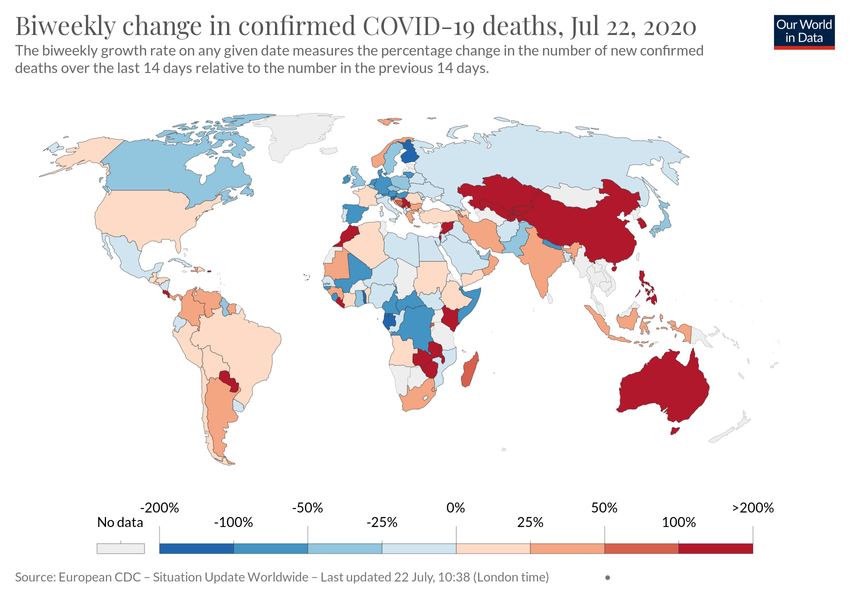 Biweekly change in confirmed COVID-19 deaths, Jul 22, 2020
Our World
in Data
The biweekly growth rate on any given date measures the percentage change in the number of new confirmed
deaths over the last 14 days relative to the number in the previous 14 days.
-200% -50% 0% 50% >200%
No data -100% -25% 25% 100%
Source: European CDC – Situation Update Worldwide – Last updated 22 July, 10:38 (London time) •